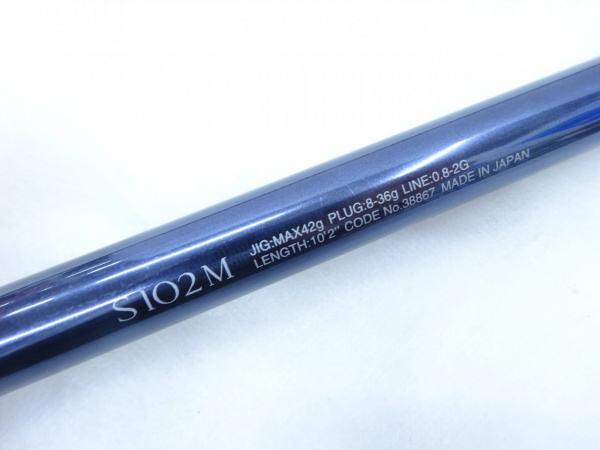 S102M
JIG:MAX42g PLUG:8-36g LINE:0.8-2G
LENGTH:10'2" CODE No.38867 MADE IN JAPAN